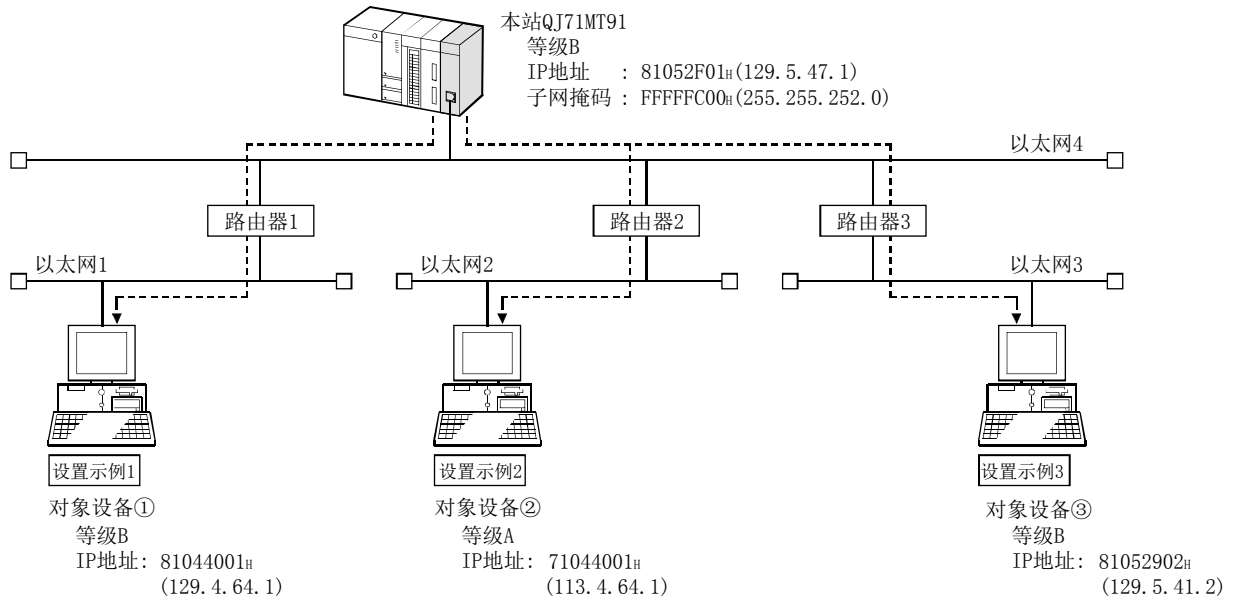 本站QJ71MT91
等级B
IP地址 : 81052F01H(129.5.47.1)
子网掩码 : FFFFFC00H(255.255.252.0)
以太网4
路由器1
路由器2
路由器3
以太网1
以太网2
以太网3
设置示例1
设置示例2
设置示例3
对象设备①
等级B
IP地址: 81044001H
(129.4.64.1)
对象设备②
等级A
IP地址: 71044001H
(113.4.64.1)
对象设备③
等级B
IP地址: 81052902H
(129.5.41.2)